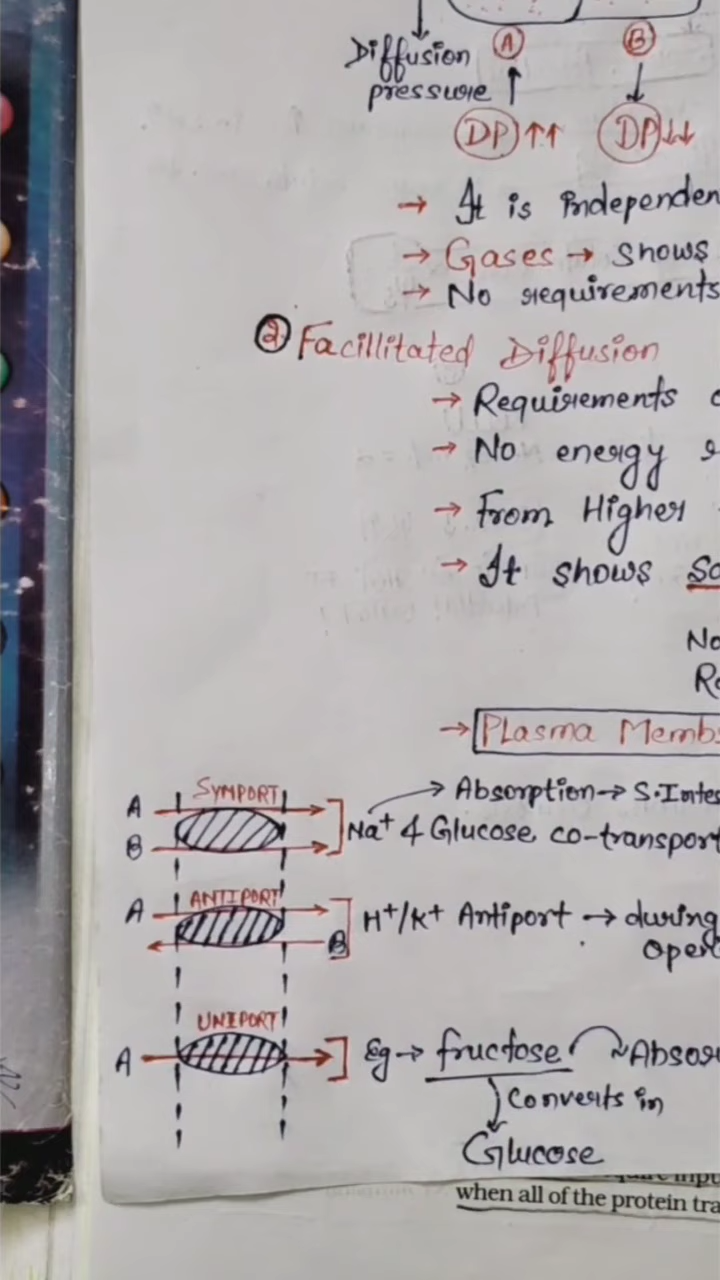 A B
Diffusion
pressure
DP ↑↑ DP ↓↓
→ It is independen
→ Gases → shows
→ No requirements
② Facillitated Diffusion
→ Requirements
→ No energy
→ From Higher
→ It shows
→ Plasma Memb
SYMPORT
→ Absorption → S.Intes
A
B
Na⁺ & Glucose co-transport
ANTIPORT
A
B
H⁺/K⁺ Antiport → during
Open
UNIPORT
A
Eg → fructose Absor
Converts in
Glucose
when all of the protein tra